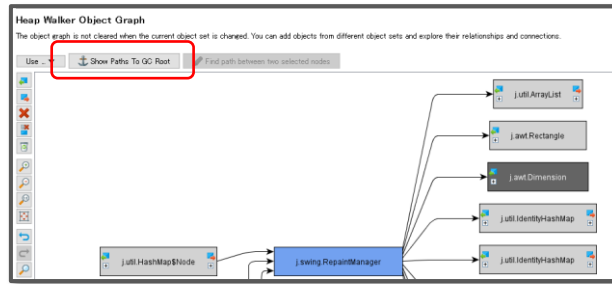 Heap Walker Object Graph
The object graph is not cleared when the current object set is changed. You can add objects from different object sets and explore their relationships and connections.
Use ...
Show Paths To GC Root
Find path between two selected nodes
j.util.ArrayList
j.awt.Rectangle
j.awt.Dimension
j.util.IdentityHashMap
j.util.HashMap$Node
j.swing.RepaintManager
j.util.IdentityHashMap